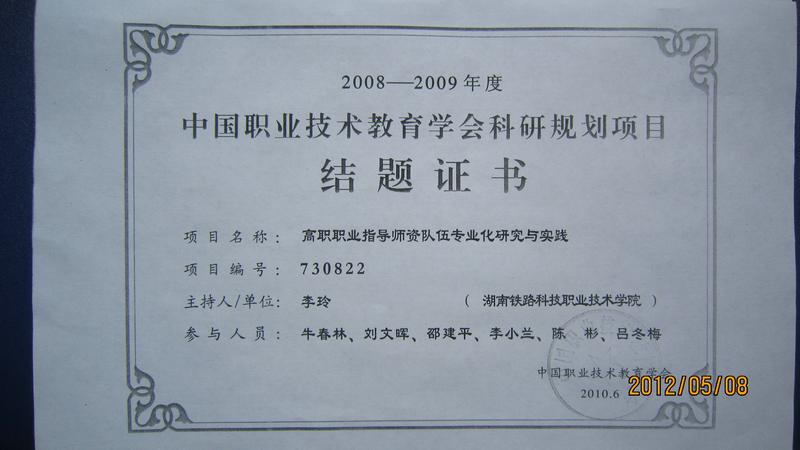 2008—2009年度
中国职业技术教育学会科研规划项目
结题证书
项目名称： 高职职业指导师资队伍专业化研究与实践
项目编号：730822
主持人/单位：李玲 （ 湖南铁路科技职业技术学院 ）
参与人员：牛春林、刘文晖、邵建平、李小兰、陈 彬、吕冬梅
中国职业技术教育学会
2010.6
2012/05/08